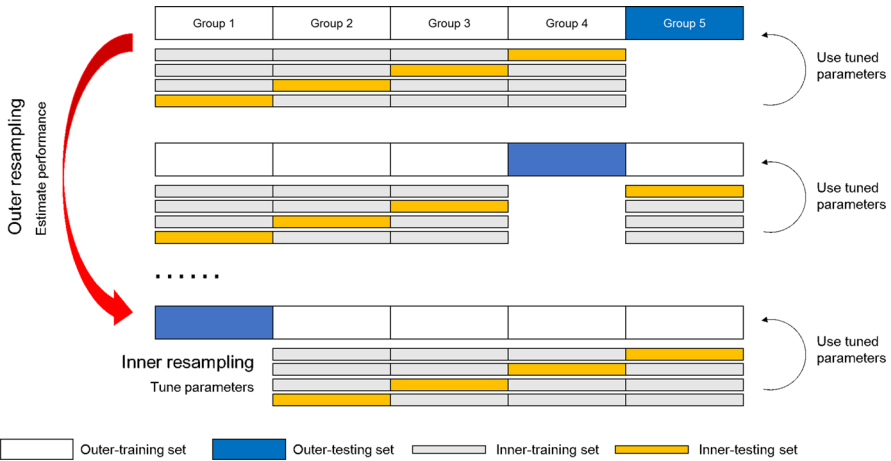 Group 1
Group 2
Group 3
Group 4
Group 5
Use tuned
parameters
Outer resampling
Estimate performance
Use tuned
parameters
......
Inner resampling
Tune parameters
Use tuned
parameters
Outer-training set
Outer-testing set
Inner-training set
Inner-testing set